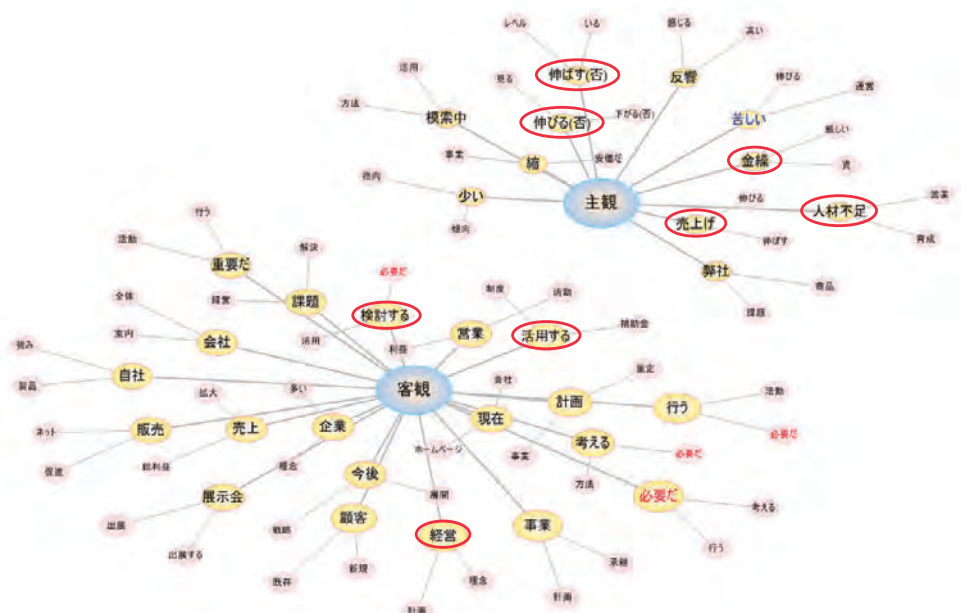 レベル
いる
感じる
高い
伸ばす(否)
反響
活用
見る
伸びる
方法
模索中
伸びる(否)
下がる(否)
苦しい
運営
厳しい
事業
縮
安価だ
金繰
資
少い
主観
伸びる
営業
傾向
売上げ
人材不足
伸ばす
育成
行う
弊社
商品
活動
重要だ
解決
課題
必要だ
課題
経営
制度
活動
全体
検討する
営業
活用する
補助金
案内
会社
活用
利益
強み
自社
客観
会社
策定
製品
拡大
多い
現在
計画
行う
活動
ネット
販売
売上
企業
ホームページ
考える
必要だ
必要だ
促進
総利益
理念
事業
方法
今後
展開
必要だ
考える
展示会
出展
戦略
顧客
経営
事業
行う
出展する
既存
新規
理念
承継
計画
計画